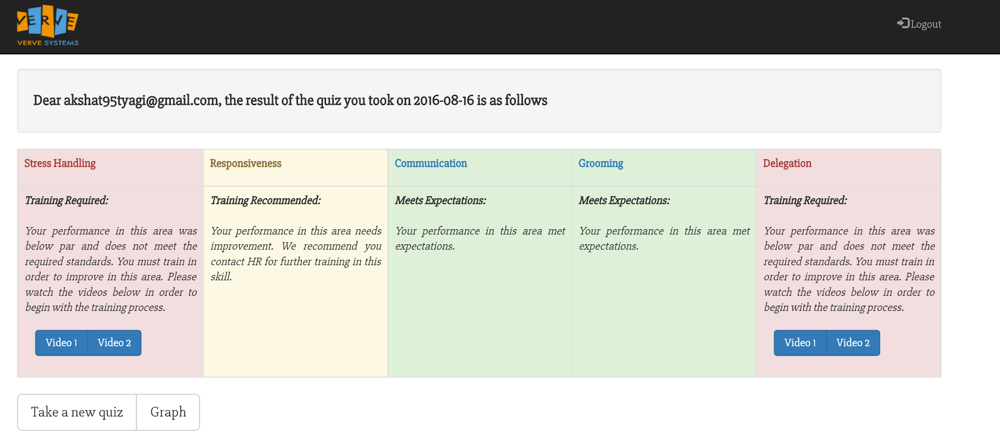 VERVE
VERVE SYSTEMS
Logout
Dear akshat95tyagi@gmail.com, the result of the quiz you took on 2016-08-16 is as follows
Stress Handling
Responsiveness
Communication
Grooming
Delegation
Training Required:
Your performance in this area was
below par and does not meet the
required standards. You must train in
order to improve in this area. Please
watch the videos below in order to
begin with the training process.
Video 1
Video 2
Training Recommended:
Your performance in this area needs
improvement. We recommend you
contact HR for further training in this
skill.
Meets Expectations:
Your performance in this area met
expectations.
Meets Expectations:
Your performance in this area met
expectations.
Training Required:
Your performance in this area was
below par and does not meet the
required standards. You must train in
order to improve in this area. Please
watch the videos below in order to
begin with the training process.
Video 1
Video 2
Take a new quiz
Graph